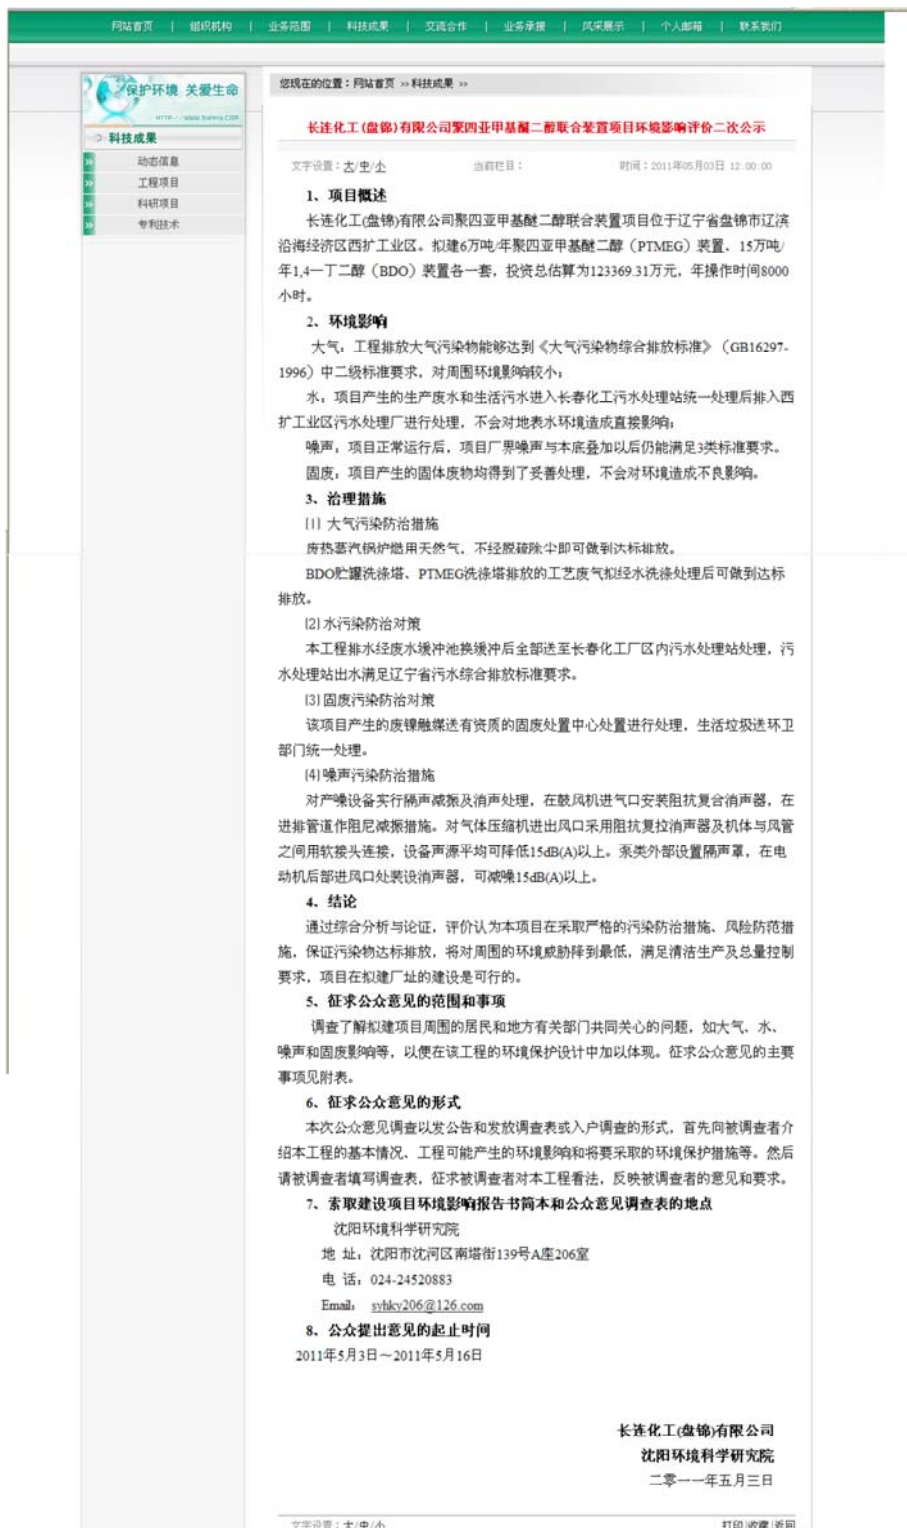 网站首页 | 组织机构 | 业务范围 | 科技成果 | 交流合作 | 业务承接 | 风采展示 | 个人邮箱 | 联系我们
保护环境 关爱生命
科技成果
动态信息
工程项目
科研项目
专利技术
您现在的位置：网站首页 >> 科技成果 >>
长连化工(盘锦)有限公司聚四亚甲基醚二醇联合装置项目环境影响评价二次公示
文字设置：大/中/小 当前栏目： 时间：2011年05月03日 12:00:00
1、项目概述
长连化工(盘锦)有限公司聚四亚甲基醚二醇联合装置项目位于辽宁省盘锦市辽滨
沿海经济区西扩工业区。拟建6万吨/年聚四亚甲基醚二醇（PTMEG）装置、15万吨/
年1,4—丁二醇（BDO）装置各一套，投资总估算为123369.31万元，年操作时间8000
小时。
2、环境影响
大气：工程排放大气污染物能够达到《大气污染物综合排放标准》（GB16297-
1996）中二级标准要求，对周围环境影响较小；
水：项目产生的生产废水和生活污水进入长春化工污水处理站统一处理后排入西
扩工业区污水处理厂进行处理，不会对地表水环境造成直接影响；
噪声：项目正常运行后，项目厂界噪声与本底叠加以后仍能满足3类标准要求。
固废：项目产生的固体废物均得到了妥善处理，不会对环境造成不良影响。
3、治理措施
(1) 大气污染防治措施
废热蒸汽锅炉燃用天然气，不经脱硫除尘即可做到达标排放。
BDO贮罐洗涤塔、PTMEG洗涤塔排放的工艺废气拟经水洗涤处理后可做到达标
排放。
(2) 水污染防治对策
本工程排水经废水缓冲池换缓冲后全部送至长春化工厂区内污水处理站处理，污
水处理站出水满足辽宁省污水综合排放标准要求。
(3) 固废污染防治对策
该项目产生的废镍触媒送有资质的固废处置中心处置进行处理，生活垃圾送环卫
部门统一处理。
(4) 噪声污染防治措施
对产噪设备实行隔声减振及消声处理，在鼓风机进气口安装阻抗复合消声器，在
进排管道作阻尼减振措施。对气体压缩机进出风口采用阻抗复拉消声器及机体与风管
之间用软接头连接，设备声源平均可降低15dB(A)以上。泵类外部设置隔声罩，在电
动机后部进风口处装设消声器，可减噪15dB(A)以上。
4、结论
通过综合分析与论证，评价认为本项目在采取严格的污染防治措施、风险防范措
施，保证污染物达标排放，将对周围的环境威胁降到最低，满足清洁生产及总量控制
要求，项目在拟建厂址的建设是可行的。
5、征求公众意见的范围和事项
调查了解拟建项目周围的居民和地方有关部门共同关心的问题，如大气、水、
噪声和固废影响等，以便在该工程的环境保护设计中加以体现。征求公众意见的主要
事项见附表。
6、征求公众意见的形式
本次公众意见调查以发公告和发放调查表或入户调查的形式，首先向被调查者介
绍本工程的基本情况、工程可能产生的环境影响和将要采取的环境保护措施等。然后
请被调查者填写调查表，征求被调查者对本工程看法，反映被调查者的意见和要求。
7、索取建设项目环境影响报告书简本和公众意见调查表的地点
沈阳环境科学研究院
地 址：沈阳市沈河区南塔街139号A座206室
电 话：024-24520883
Email： syhky206@126.com
8、公众提出意见的起止时间
2011年5月3日～2011年5月16日
长连化工(盘锦)有限公司
沈阳环境科学研究院
二零一一年五月三日
文字设置：大/中/小 打印|收藏|返回